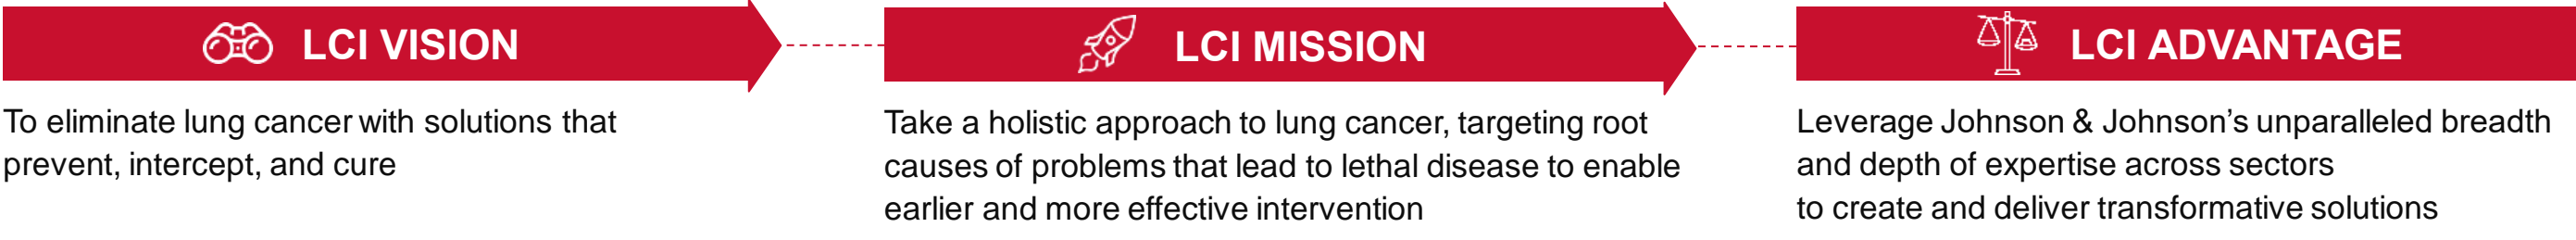 LCI VISION
To eliminate lung cancer with solutions that
prevent, intercept, and cure
LCI MISSION
Take a holistic approach to lung cancer, targeting root
causes of problems that lead to lethal disease to enable
earlier and more effective intervention
LCI ADVANTAGE
Leverage Johnson & Johnson’s unparalleled breadth
and depth of expertise across sectors
to create and deliver transformative solutions